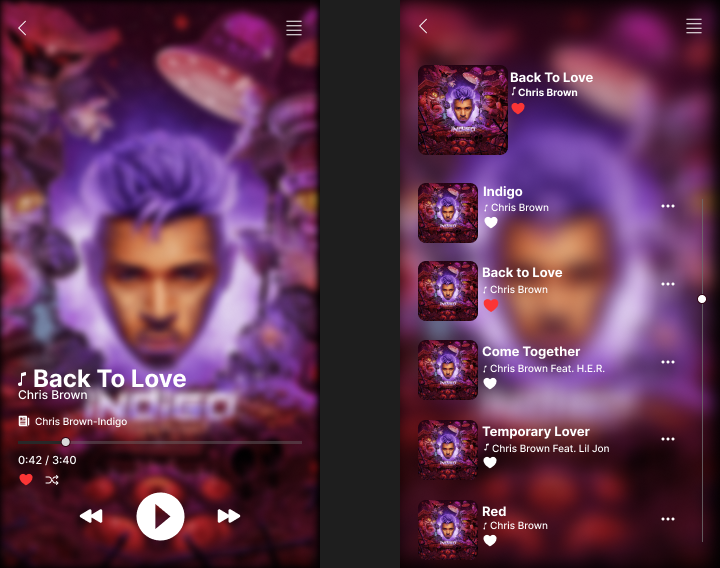 Back To Love
Chris Brown
Chris Brown-Indigo
0:42 / 3:40
Back To Love
Chris Brown
Indigo
Chris Brown
Back to Love
Chris Brown
Come Together
Chris Brown Feat. H.E.R.
Temporary Lover
Chris Brown Feat. Lil Jon
Red
Chris Brown